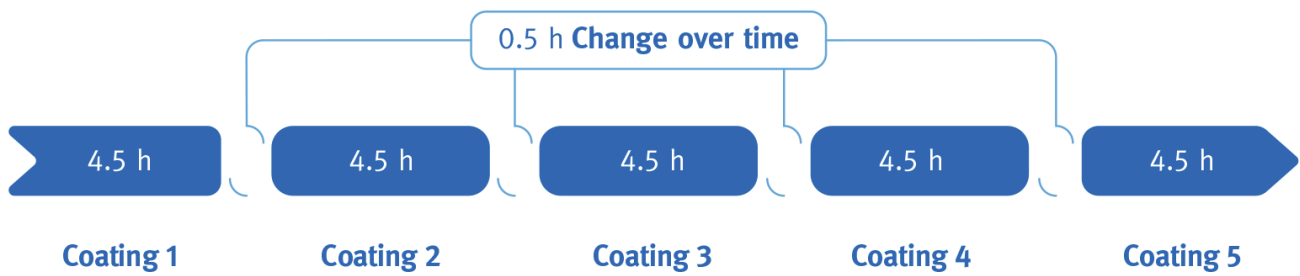 0.5 h Change over time
4.5 h 4.5 h 4.5 h 4.5 h 4.5 h
Coating 1 Coating 2 Coating 3 Coating 4 Coating 5